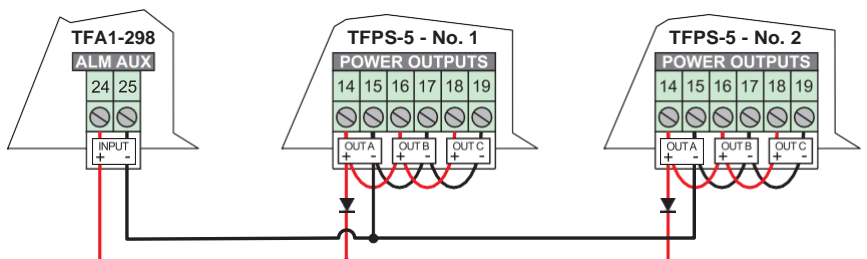 TFA1-298
ALM AUX
24 25
INPUT
+ -
TFPS-5 - No. 1
POWER OUTPUTS
14 15 16 17 18 19
OUT A OUT B OUT C
+ - + - + -
TFPS-5 - No. 2
POWER OUTPUTS
14 15 16 17 18 19
OUT A OUT B OUT C
+ - + - + -